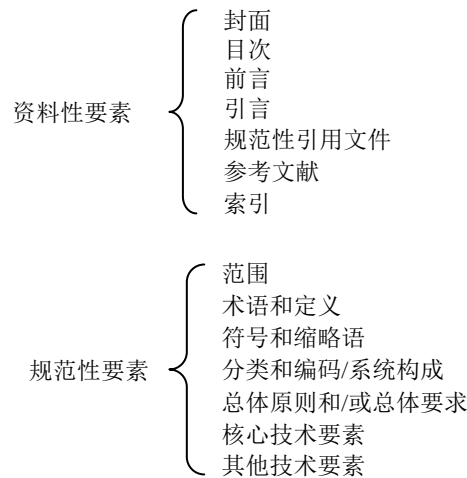 封面
目次
前言
引言
资料性要素
规范性引用文件
参考文献
索引
范围
术语和定义
符号和缩略语
规范性要素
分类和编码/系统构成
总体原则和/或总体要求
核心技术要素
其他技术要素